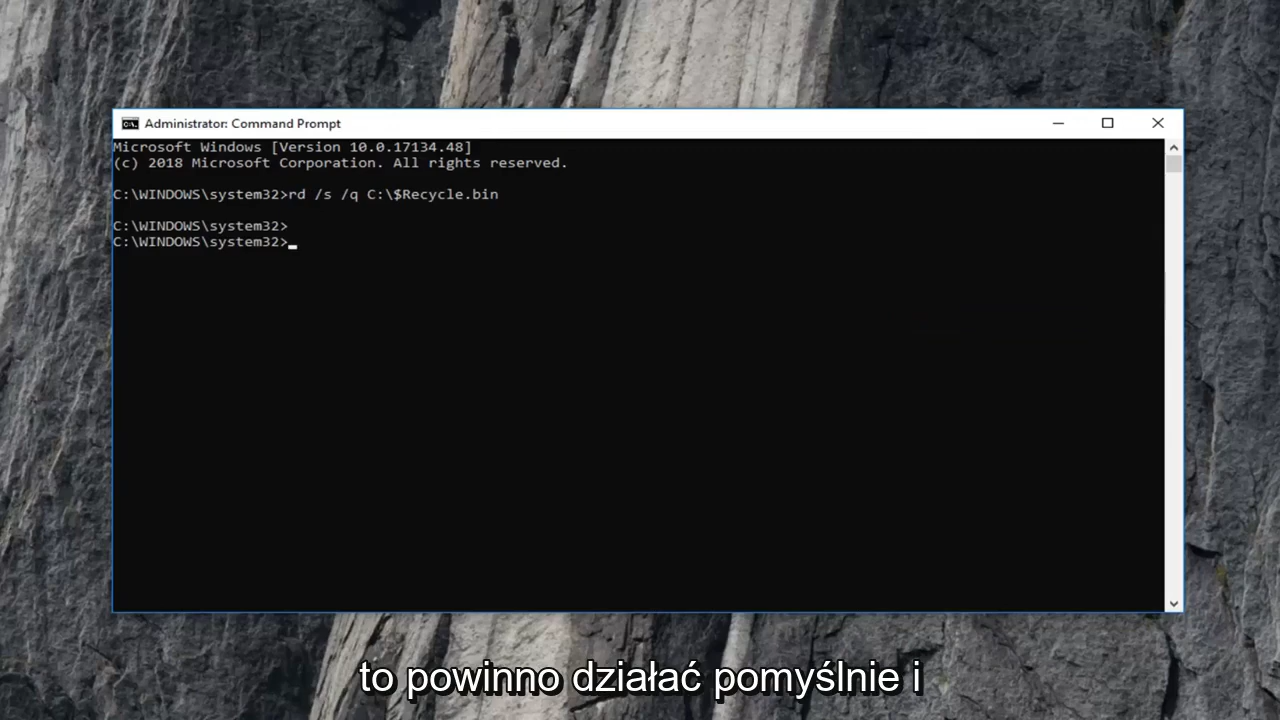 Administrator: Command Prompt
Microsoft Windows [Version 10.0.17134.48]
(c) 2018 Microsoft Corporation. All rights reserved.
C:\WINDOWS\system32>rd /s /q C:\$Recycle.bin
C:\WINDOWS\system32>
C:\WINDOWS\system32>
to powinno działać pomyślnie i